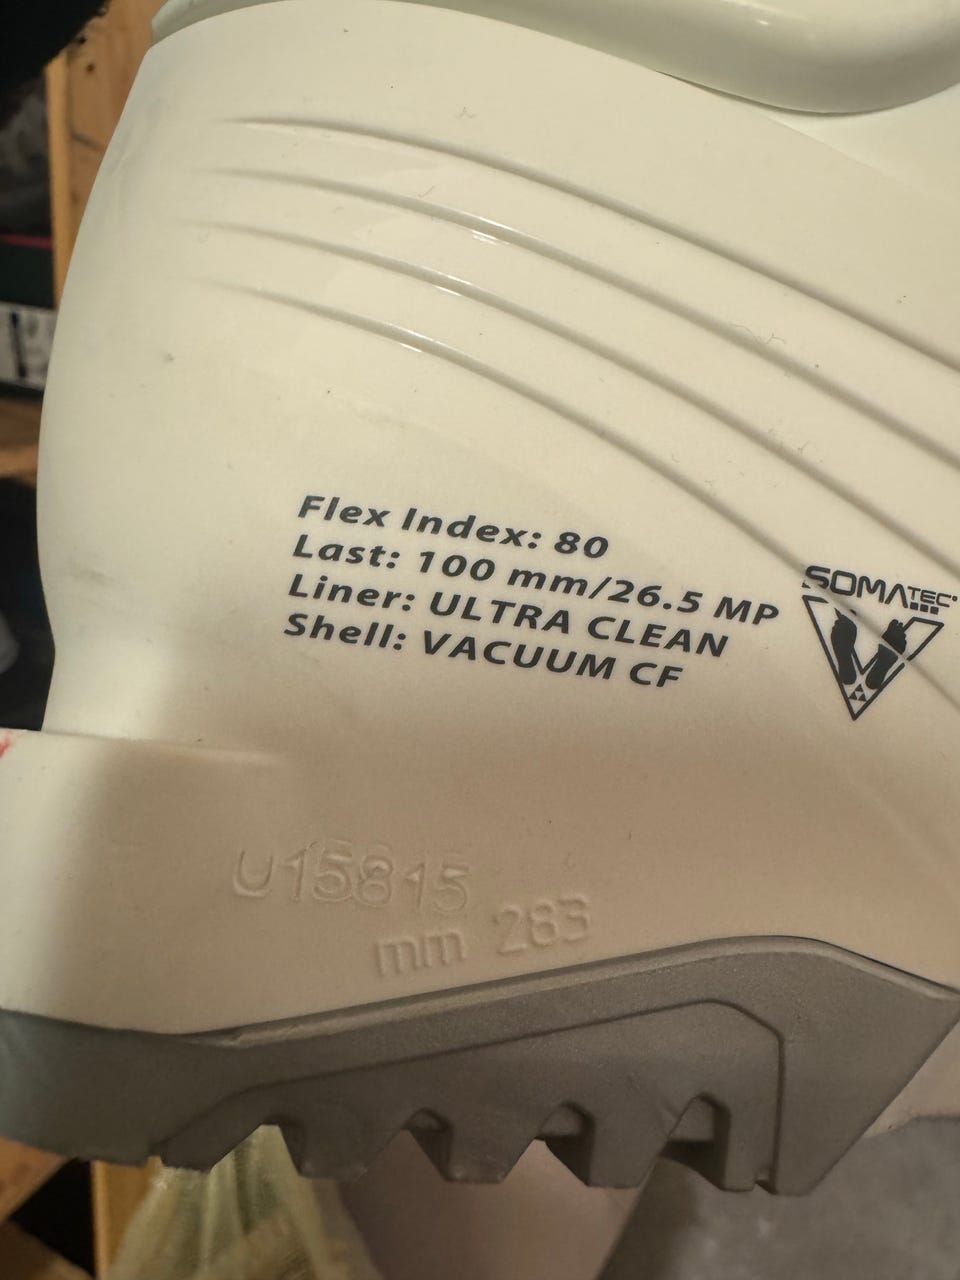 Flex Index: 80
Last: 100 mm/26.5 MP
Liner: ULTRA CLEAN
Shell: VACUUM CF
SOMATEC
U15815
mm 283